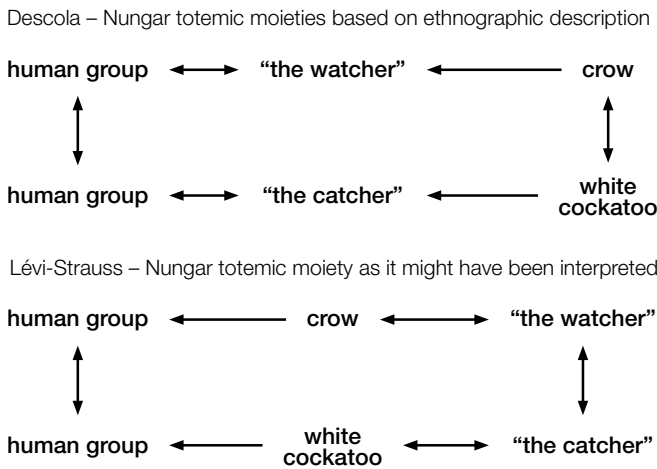 Descola – Nungar totemic moieties based on ethnographic description
human group “the watcher” crow
human group “the catcher” white
cockatoo
Lévi-Strauss – Nungar totemic moiety as it might have been interpreted
human group crow “the watcher”
human group white
cockatoo “the catcher”